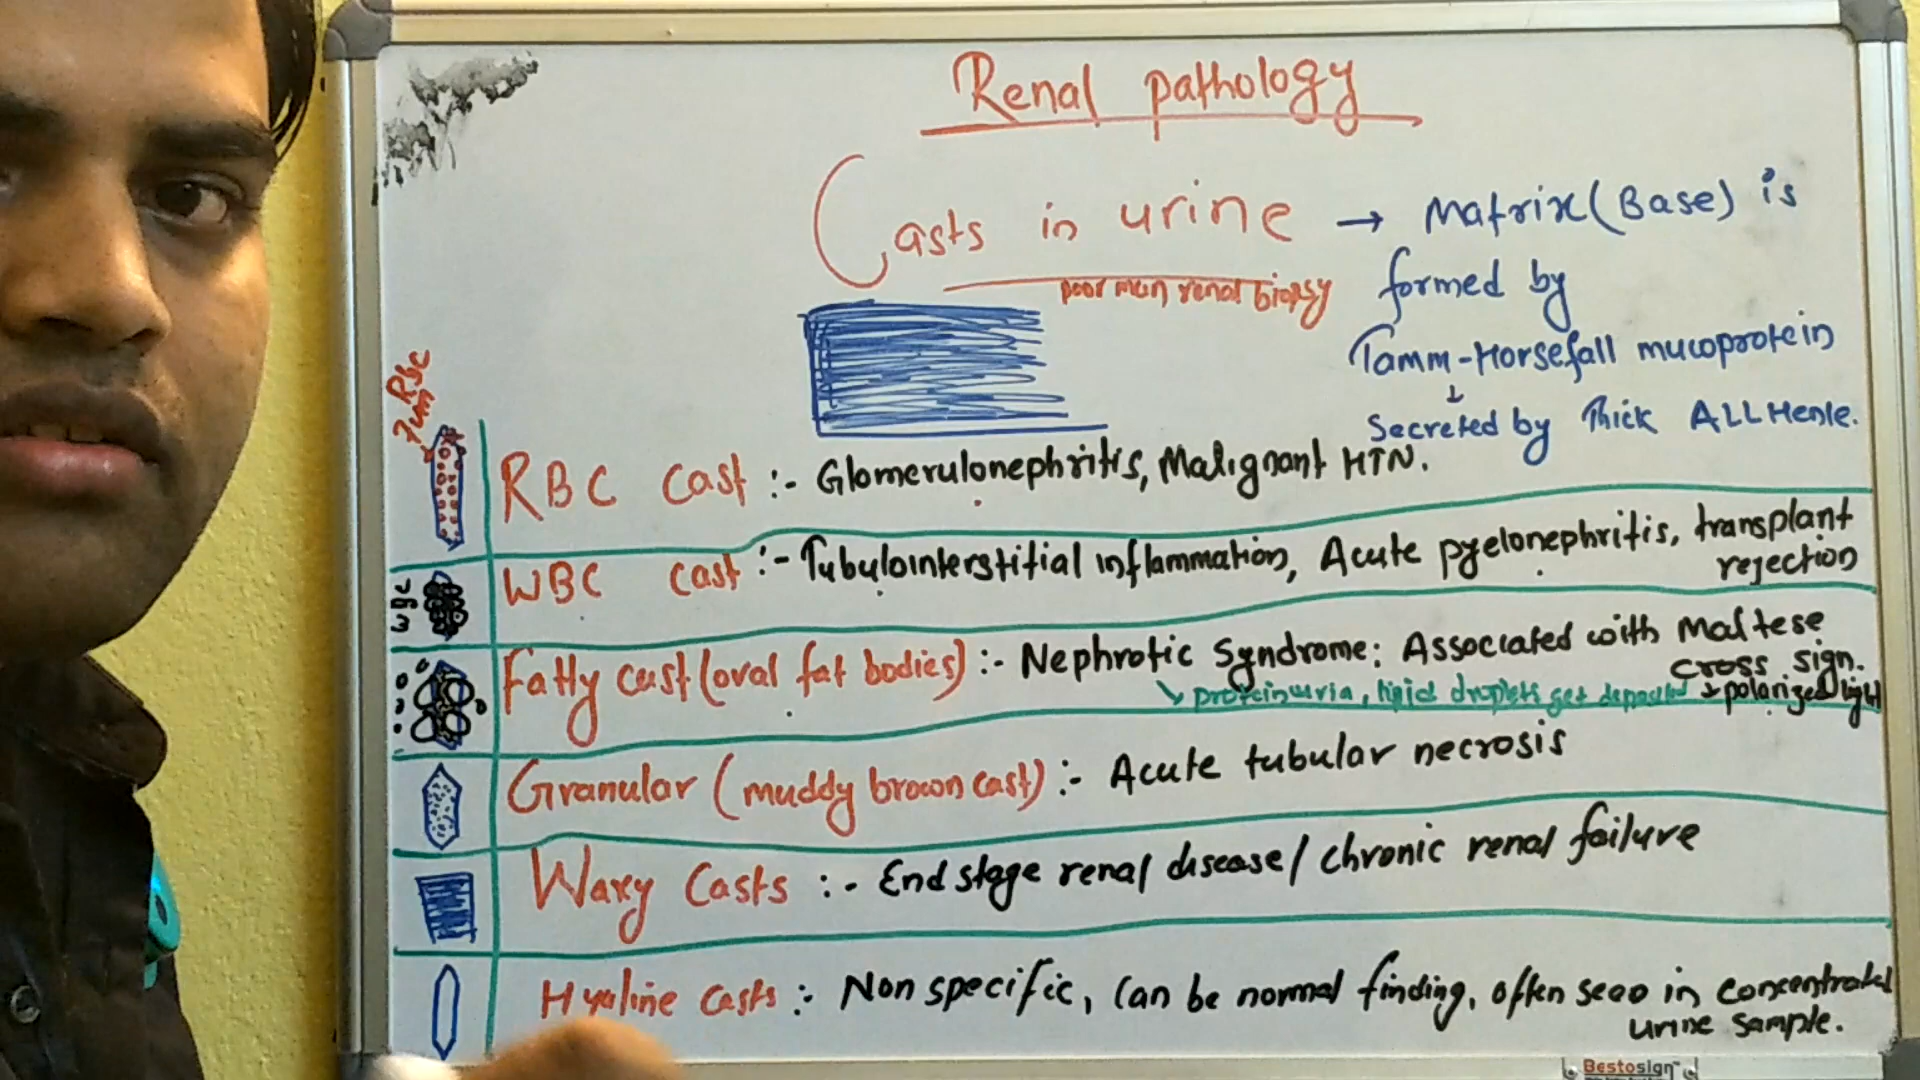 Renal pathology
Casts in urine → Matrix (Base) is
poor man renal biopsy
formed by
Tamm-Horsefall mucoprotein
↓
Secreted by Thick ALL Henle.
RBC
7um
RBC cast :- Glomerulonephritis, Malignant HTN.
WBC
WBC cast :- Tubulointerstitial inflammation, Acute pyelonephritis, transplant
rejection
Fatty cast (oval fat bodies) :- Nephrotic Syndrome: Associated with Maltese
cross sign.
proteinuria, lipid droplets get deposited
polarized light
Granular (muddy brown cast) :- Acute tubular necrosis
Waxy Casts :- End stage renal disease/ chronic renal failure
Hyaline casts :- Non specific, Can be normal finding, often seen in concentrated
urine sample.
Bestosign